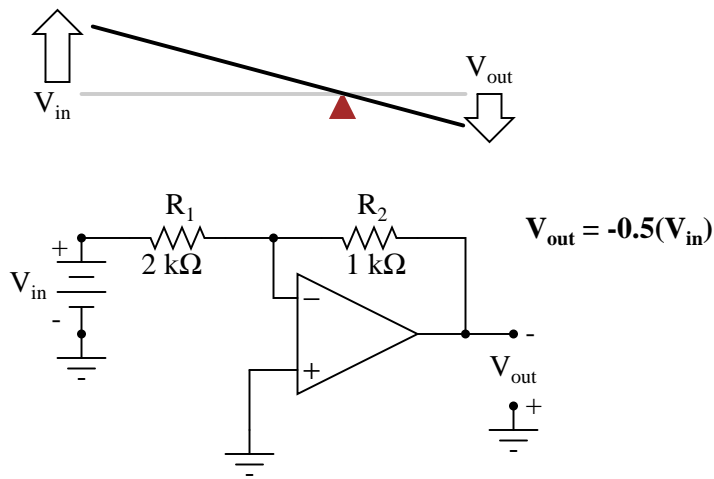 V_out
V_in
R_1
R_2
V_out = -0.5(V_in)
+
2 kΩ
1 kΩ
V_in
−
-
+
-
V_out
+